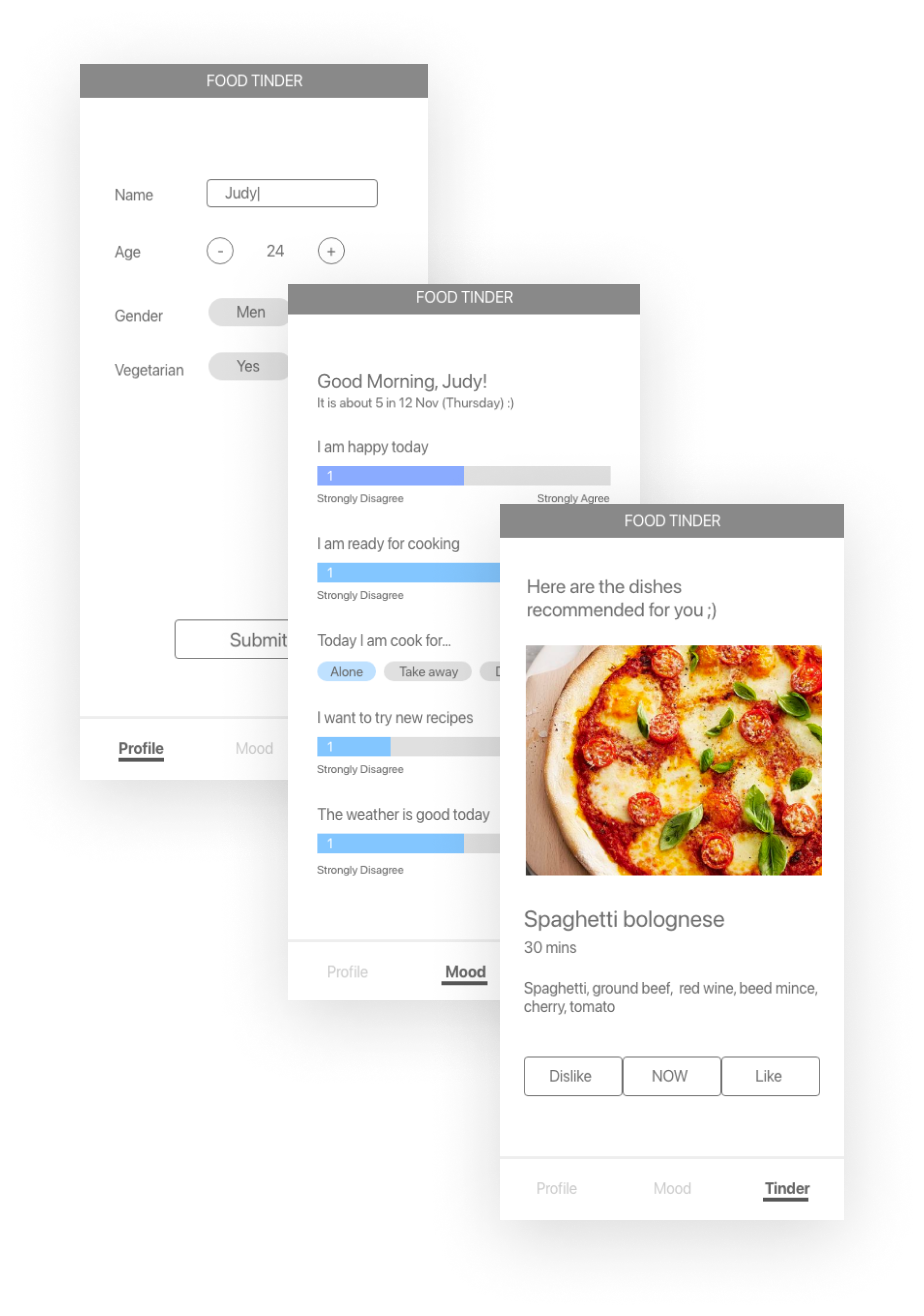 FOOD TINDER
Name
Judy|
Age
-
24
+
Gender
Men
Vegetarian
Yes
Submit
Profile
Mood
FOOD TINDER
Good Morning, Judy!
It is about 5 in 12 Nov (Thursday) :)
I am happy today
1
Strongly Disagree
Strongly Agree
I am ready for cooking
1
Strongly Disagree
Today I am cook for...
Alone
Take away
I want to try new recipes
1
Strongly Disagree
The weather is good today
1
Strongly Disagree
Profile
Mood
FOOD TINDER
Here are the dishes
recommended for you ;)
Spaghetti bolognese
30 mins
Spaghetti, ground beef, red wine, beed mince,
cherry, tomato
Dislike
NOW
Like
Profile
Mood
Tinder